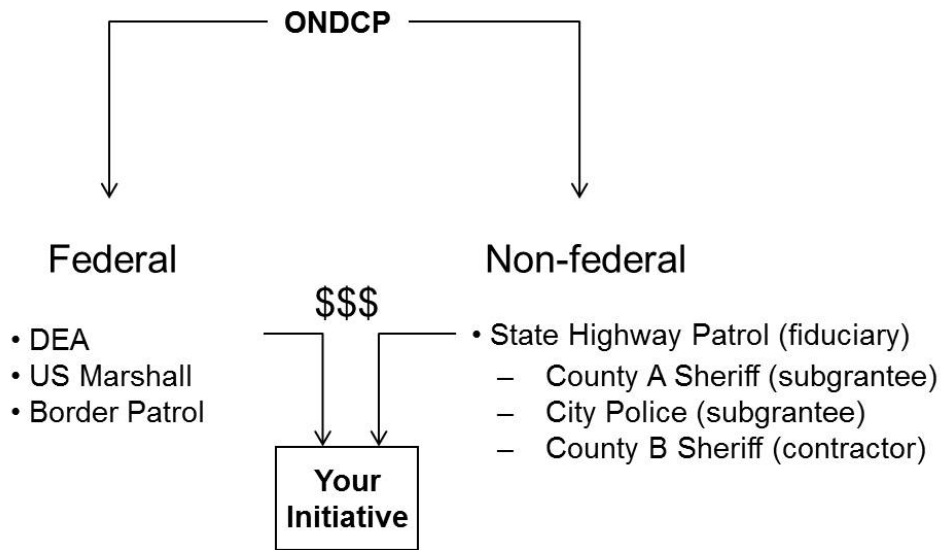 ONDCP
Federal
Non-federal
$$$
• DEA
• US Marshall
• Border Patrol
• State Highway Patrol (fiduciary)
– County A Sheriff (subgrantee)
– City Police (subgrantee)
– County B Sheriff (contractor)
Your
Initiative